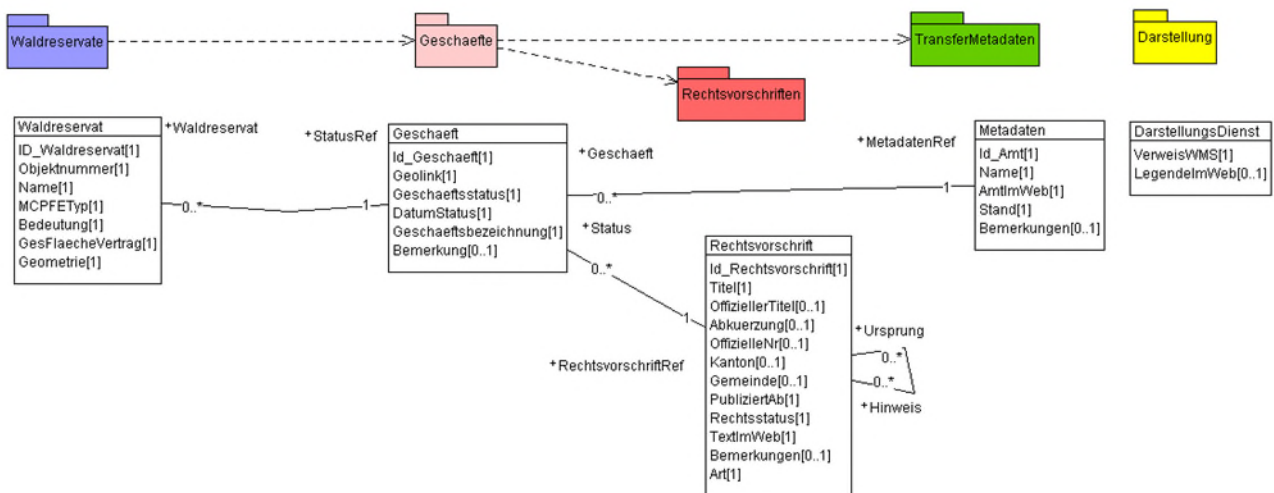 Waldreservate
Geschaefte
TransferMetadaten
Darstellung
Rechtsvorschriften
Waldreservat
ID_Waldreservat[1]
Objektnummer[1]
Name[1]
MCPFETyp[1]
Bedeutung[1]
GesFlaecheVertrag[1]
Geometrie[1]
+Waldreservat
0..*
+StatusRef
1
Geschaeft
Id_Geschaeft[1]
Geolink[1]
Geschaeftsstatus[1]
DatumStatus[1]
Geschaeftsbezeichnung[1]
Bemerkung[0..1]
+Geschaeft
0..*
+MetadatenRef
1
Metadaten
Id_Amt[1]
Name[1]
AmtImWeb[1]
Stand[1]
Bemerkungen[0..1]
DarstellungsDienst
VerweisWMS[1]
LegendeImWeb[0..1]
+Status
0..*
1
+RechtsvorschriftRef
Rechtsvorschrift
Id_Rechtsvorschrift[1]
Titel[1]
OffiziellerTitel[0..1]
Abkuerzung[0..1]
OffizielleNr[0..1]
Kanton[0..1]
Gemeinde[0..1]
PubliziertAb[1]
Rechtsstatus[1]
TextImWeb[1]
Bemerkungen[0..1]
Art[1]
+Ursprung
0..*
0..*
+Hinweis